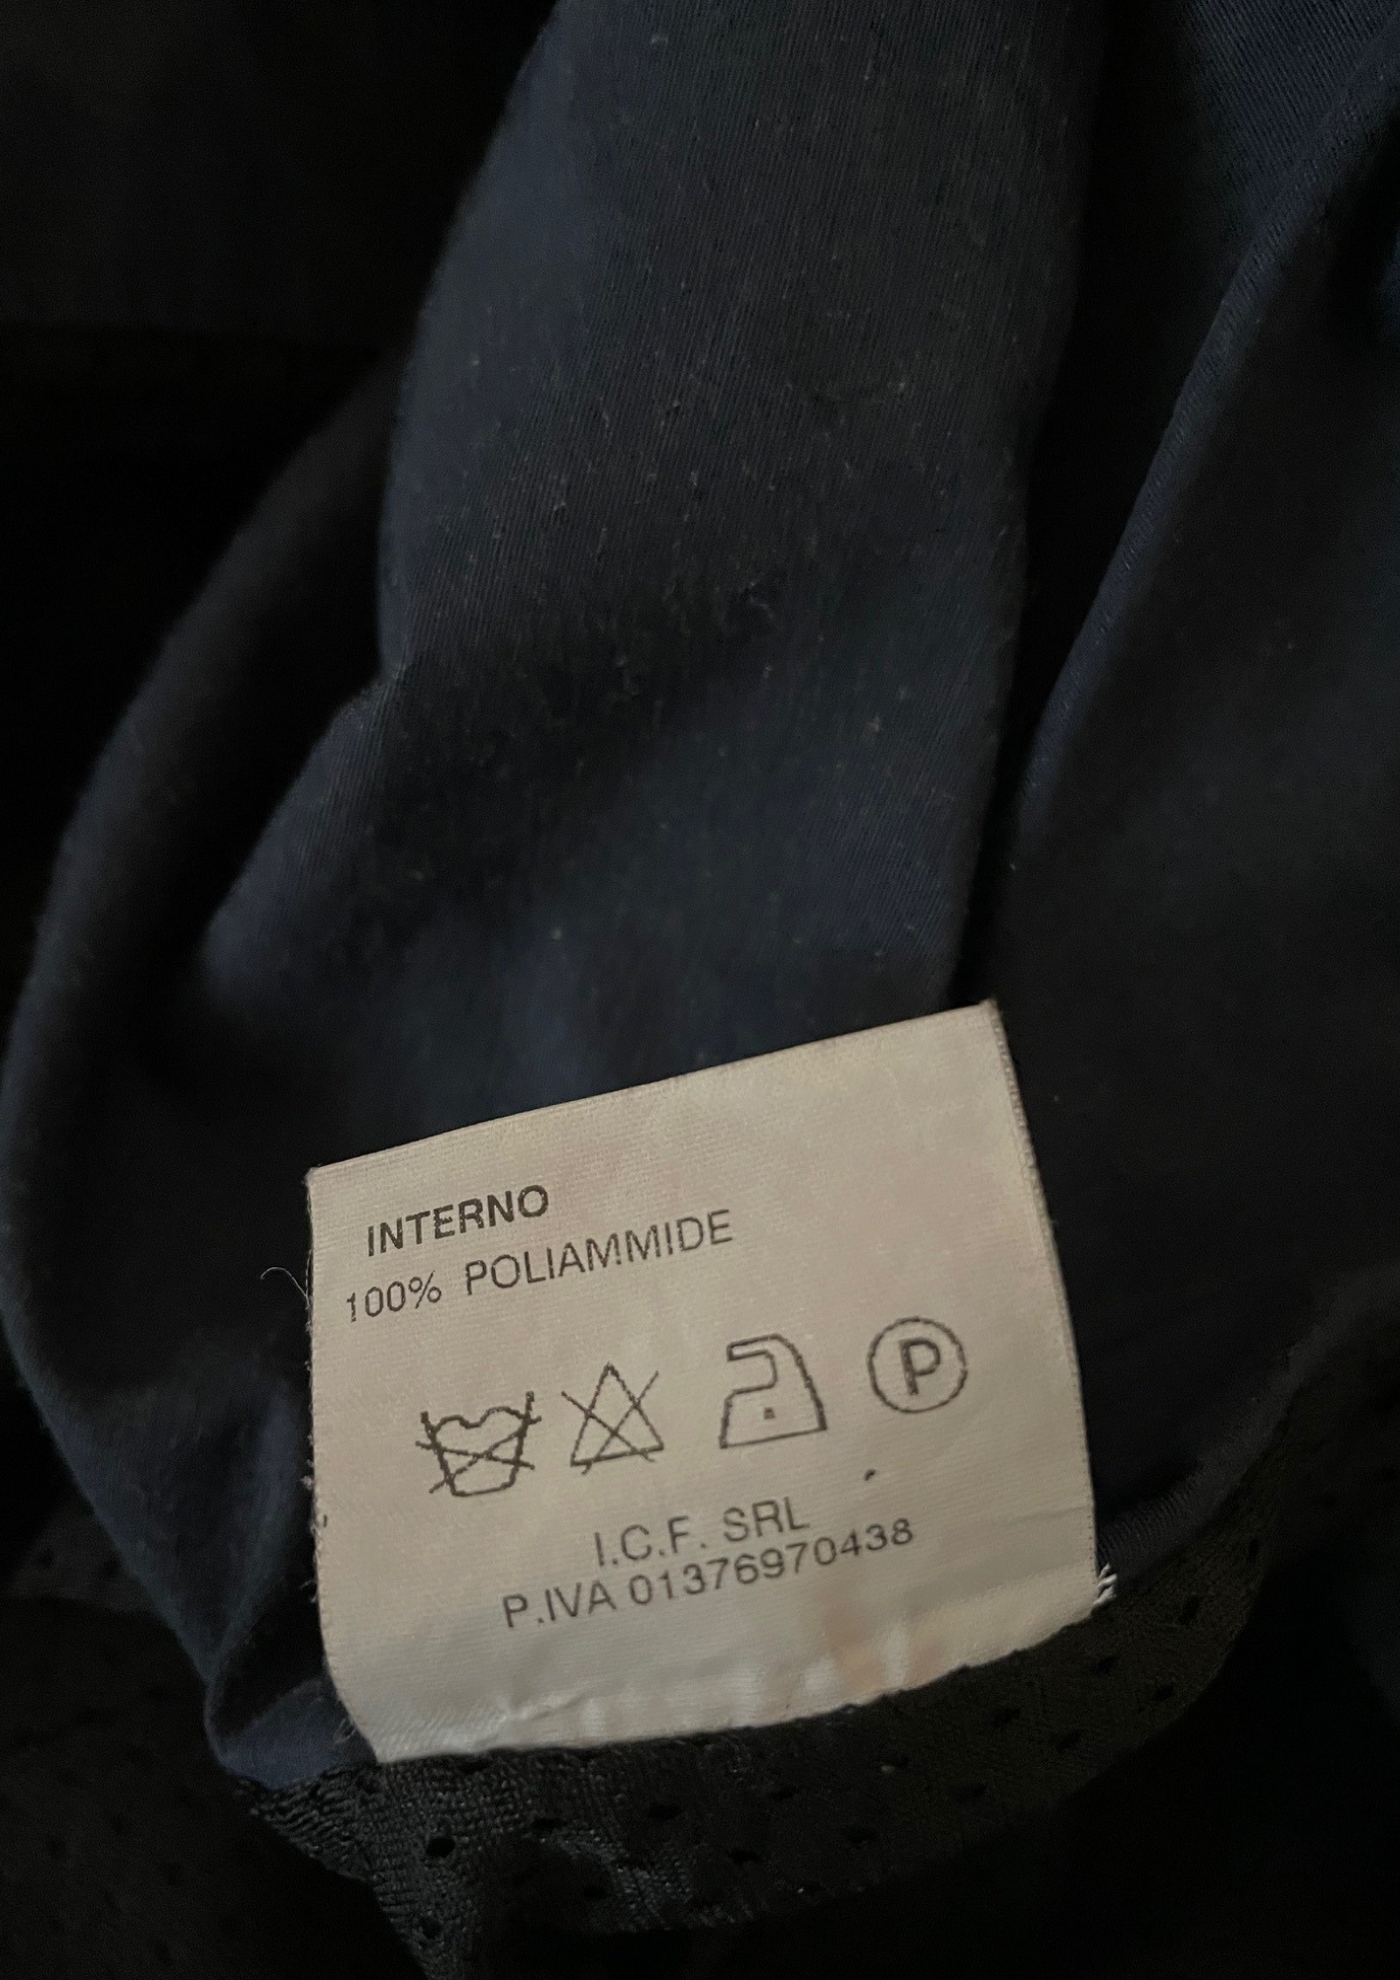 INTERNO
100% POLIAMMIDE
P
I.C.F. SRL
P.IVA 01376970438